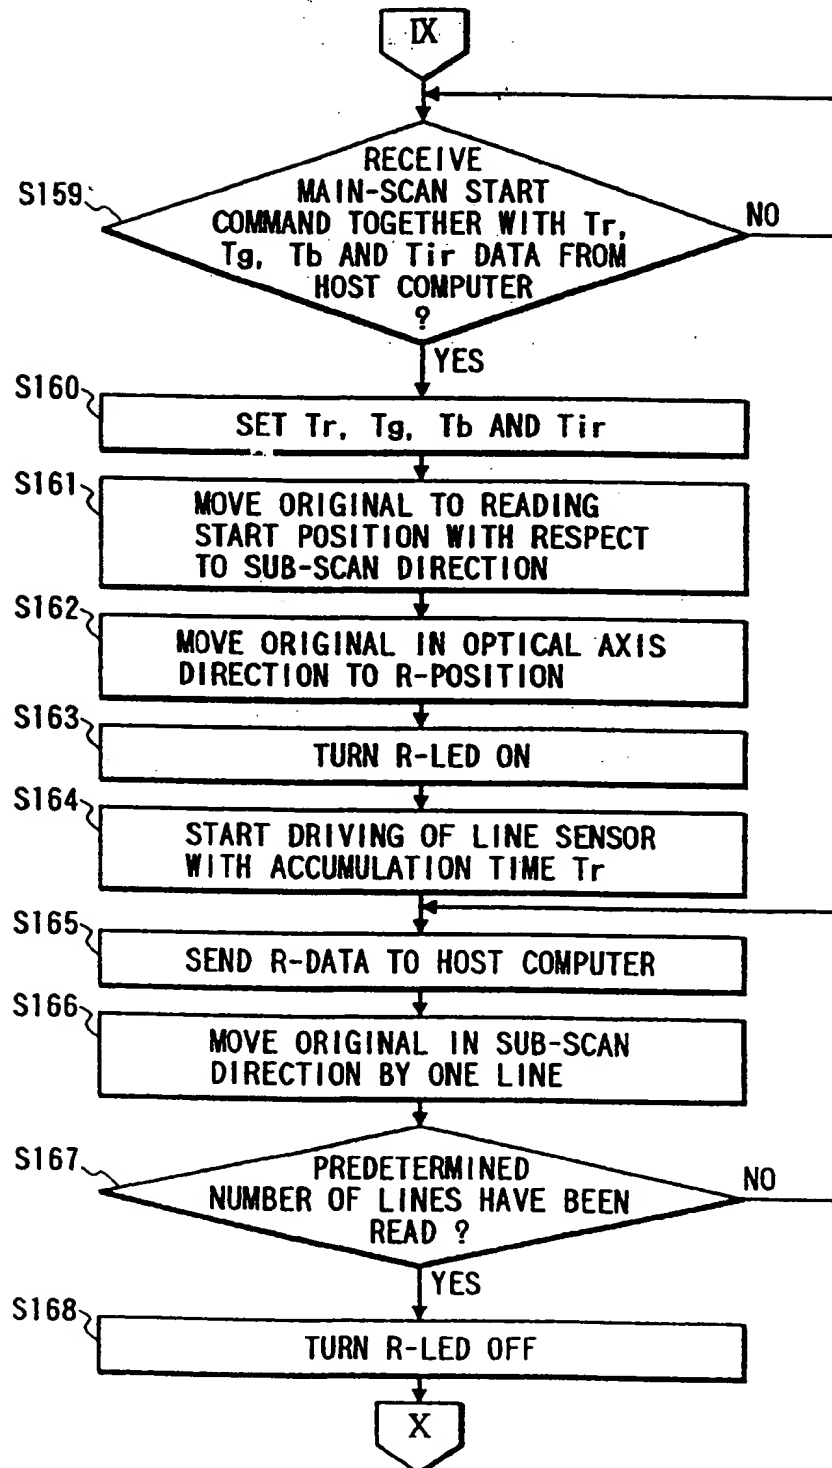 IX
S159
RECEIVE
MAIN-SCAN START
COMMAND TOGETHER WITH Tr,
Tg, Tb AND Tir DATA FROM
HOST COMPUTER
?
NO
YES
S160
SET Tr, Tg, Tb AND Tir
S161
MOVE ORIGINAL TO READING
START POSITION WITH RESPECT
TO SUB-SCAN DIRECTION
S162
MOVE ORIGINAL IN OPTICAL AXIS
DIRECTION TO R-POSITION
S163
TURN R-LED ON
S164
START DRIVING OF LINE SENSOR
WITH ACCUMULATION TIME Tr
S165
SEND R-DATA TO HOST COMPUTER
S166
MOVE ORIGINAL IN SUB-SCAN
DIRECTION BY ONE LINE
S167
PREDETERMINED
NUMBER OF LINES HAVE BEEN
READ ?
NO
YES
S168
TURN R-LED OFF
X